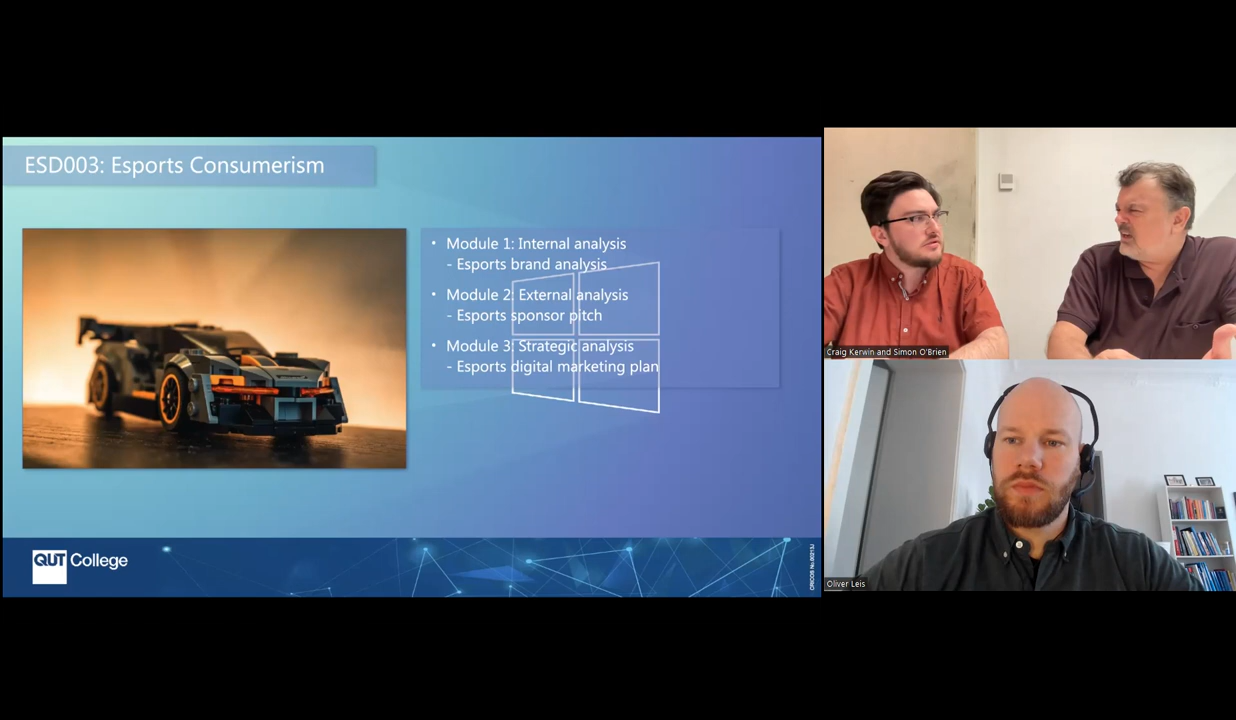 ESD003: Esports Consumerism
• Module 1: Internal analysis
- Esports brand analysis
• Module 2: External analysis
- Esports sponsor pitch
• Module 3: Strategic analysis
- Esports digital marketing plan
QUT College
Craig Kerwin and Simon O'Brien
Oliver Leis